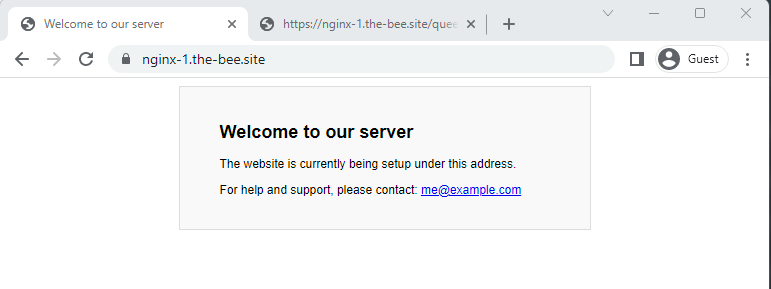 Welcome to our server
https://nginx-1.the-bee.site/quee
nginx-1.the-bee.site
Guest
Welcome to our server
The website is currently being setup under this address.
For help and support, please contact: me@example.com